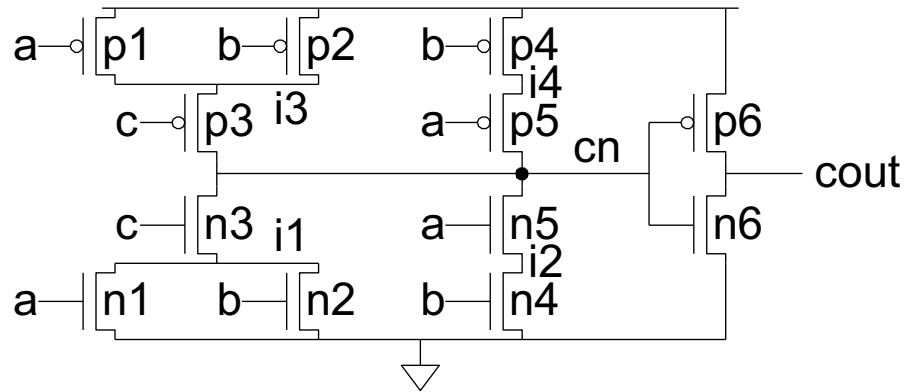 a p1 b p2 b p4
i4
c p3 i3 a p5 p6
cn
cout
c n3 i1 a n5 n6
i2
a n1 b n2 b n4